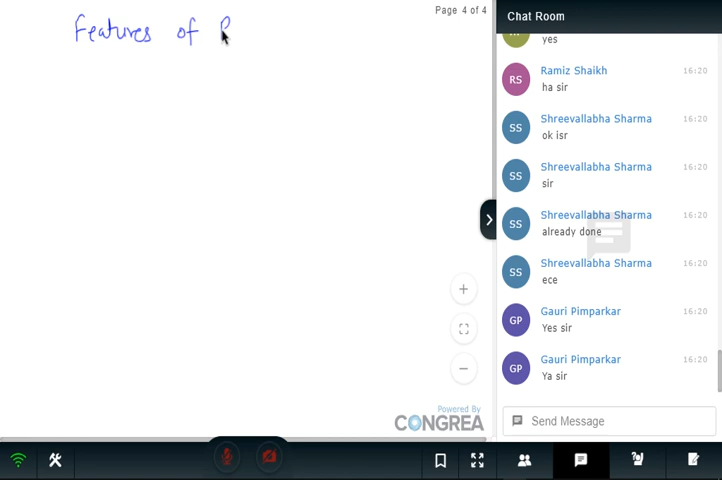 Page 4 of 4
Features of
Chat Room
yes
RS
Ramiz Shaikh
16:20
ha sir
SS
Shreevallabha Sharma
16:20
ok isr
SS
Shreevallabha Sharma
16:20
sir
SS
Shreevallabha Sharma
16:20
already done
SS
Shreevallabha Sharma
16:20
ece
GP
Gauri Pimparkar
16:20
Yes sir
GP
Gauri Pimparkar
16:20
Ya sir
Powered By
CONGREA
Send Message